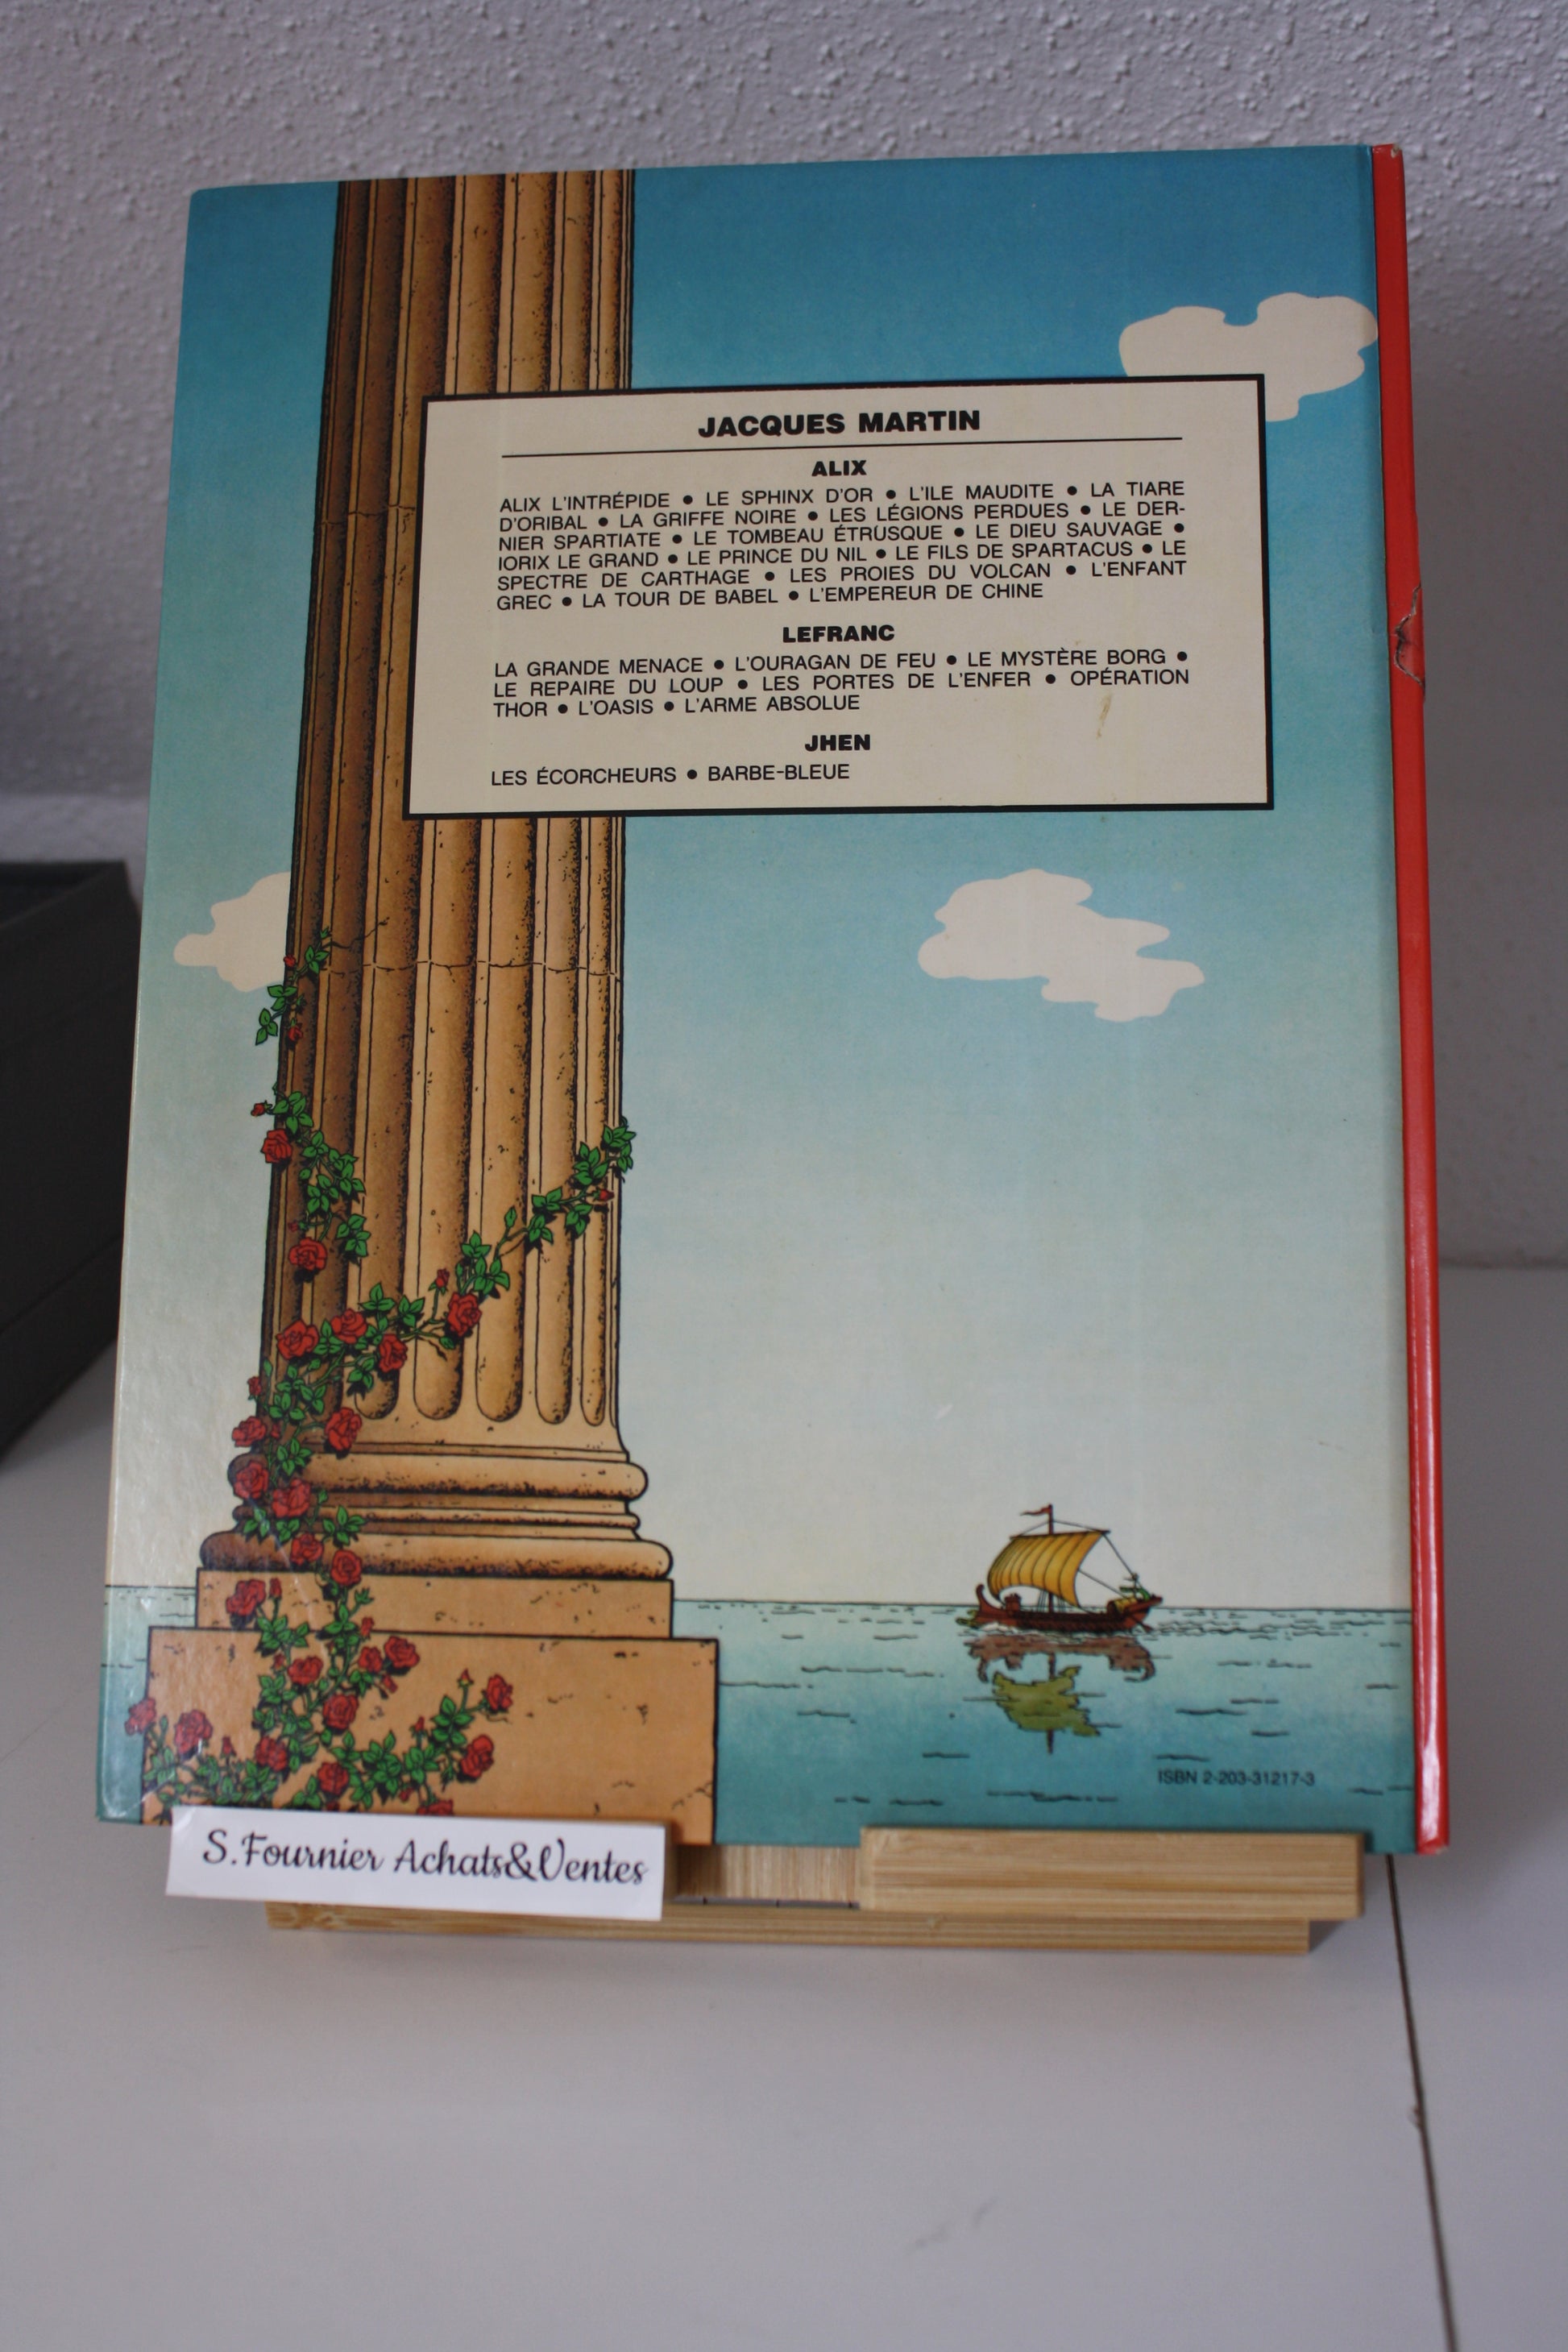 JACQUES MARTIN
ALIX
ALIX L'INTRÉPIDE • LE SPHINX D'OR • L'ILE MAUDITE • LA TIARE
D'ORIBAL • LA GRIFFE NOIRE • LES LÉGIONS PERDUES • LE DER-
NIER SPARTIATE • LE TOMBEAU ÉTRUSQUE • LE DIEU SAUVAGE •
IORIX LE GRAND • LE PRINCE DU NIL • LE FILS DE SPARTACUS • LE
SPECTRE DE CARTHAGE • LES PROIES DU VOLCAN • L'ENFANT
GREC • LA TOUR DE BABEL • L'EMPEREUR DE CHINE
LEFRANC
LA GRANDE MENACE • L'OURAGAN DE FEU • LE MYSTÈRE BORG •
LE REPAIRE DU LOUP • LES PORTES DE L'ENFER • OPÉRATION
THOR • L'OASIS • L'ARME ABSOLUE
JHEN
LES ÉCORCHEURS • BARBE-BLEUE
ISBN 2-203-31217-3
S.Fournier Achats&Ventes